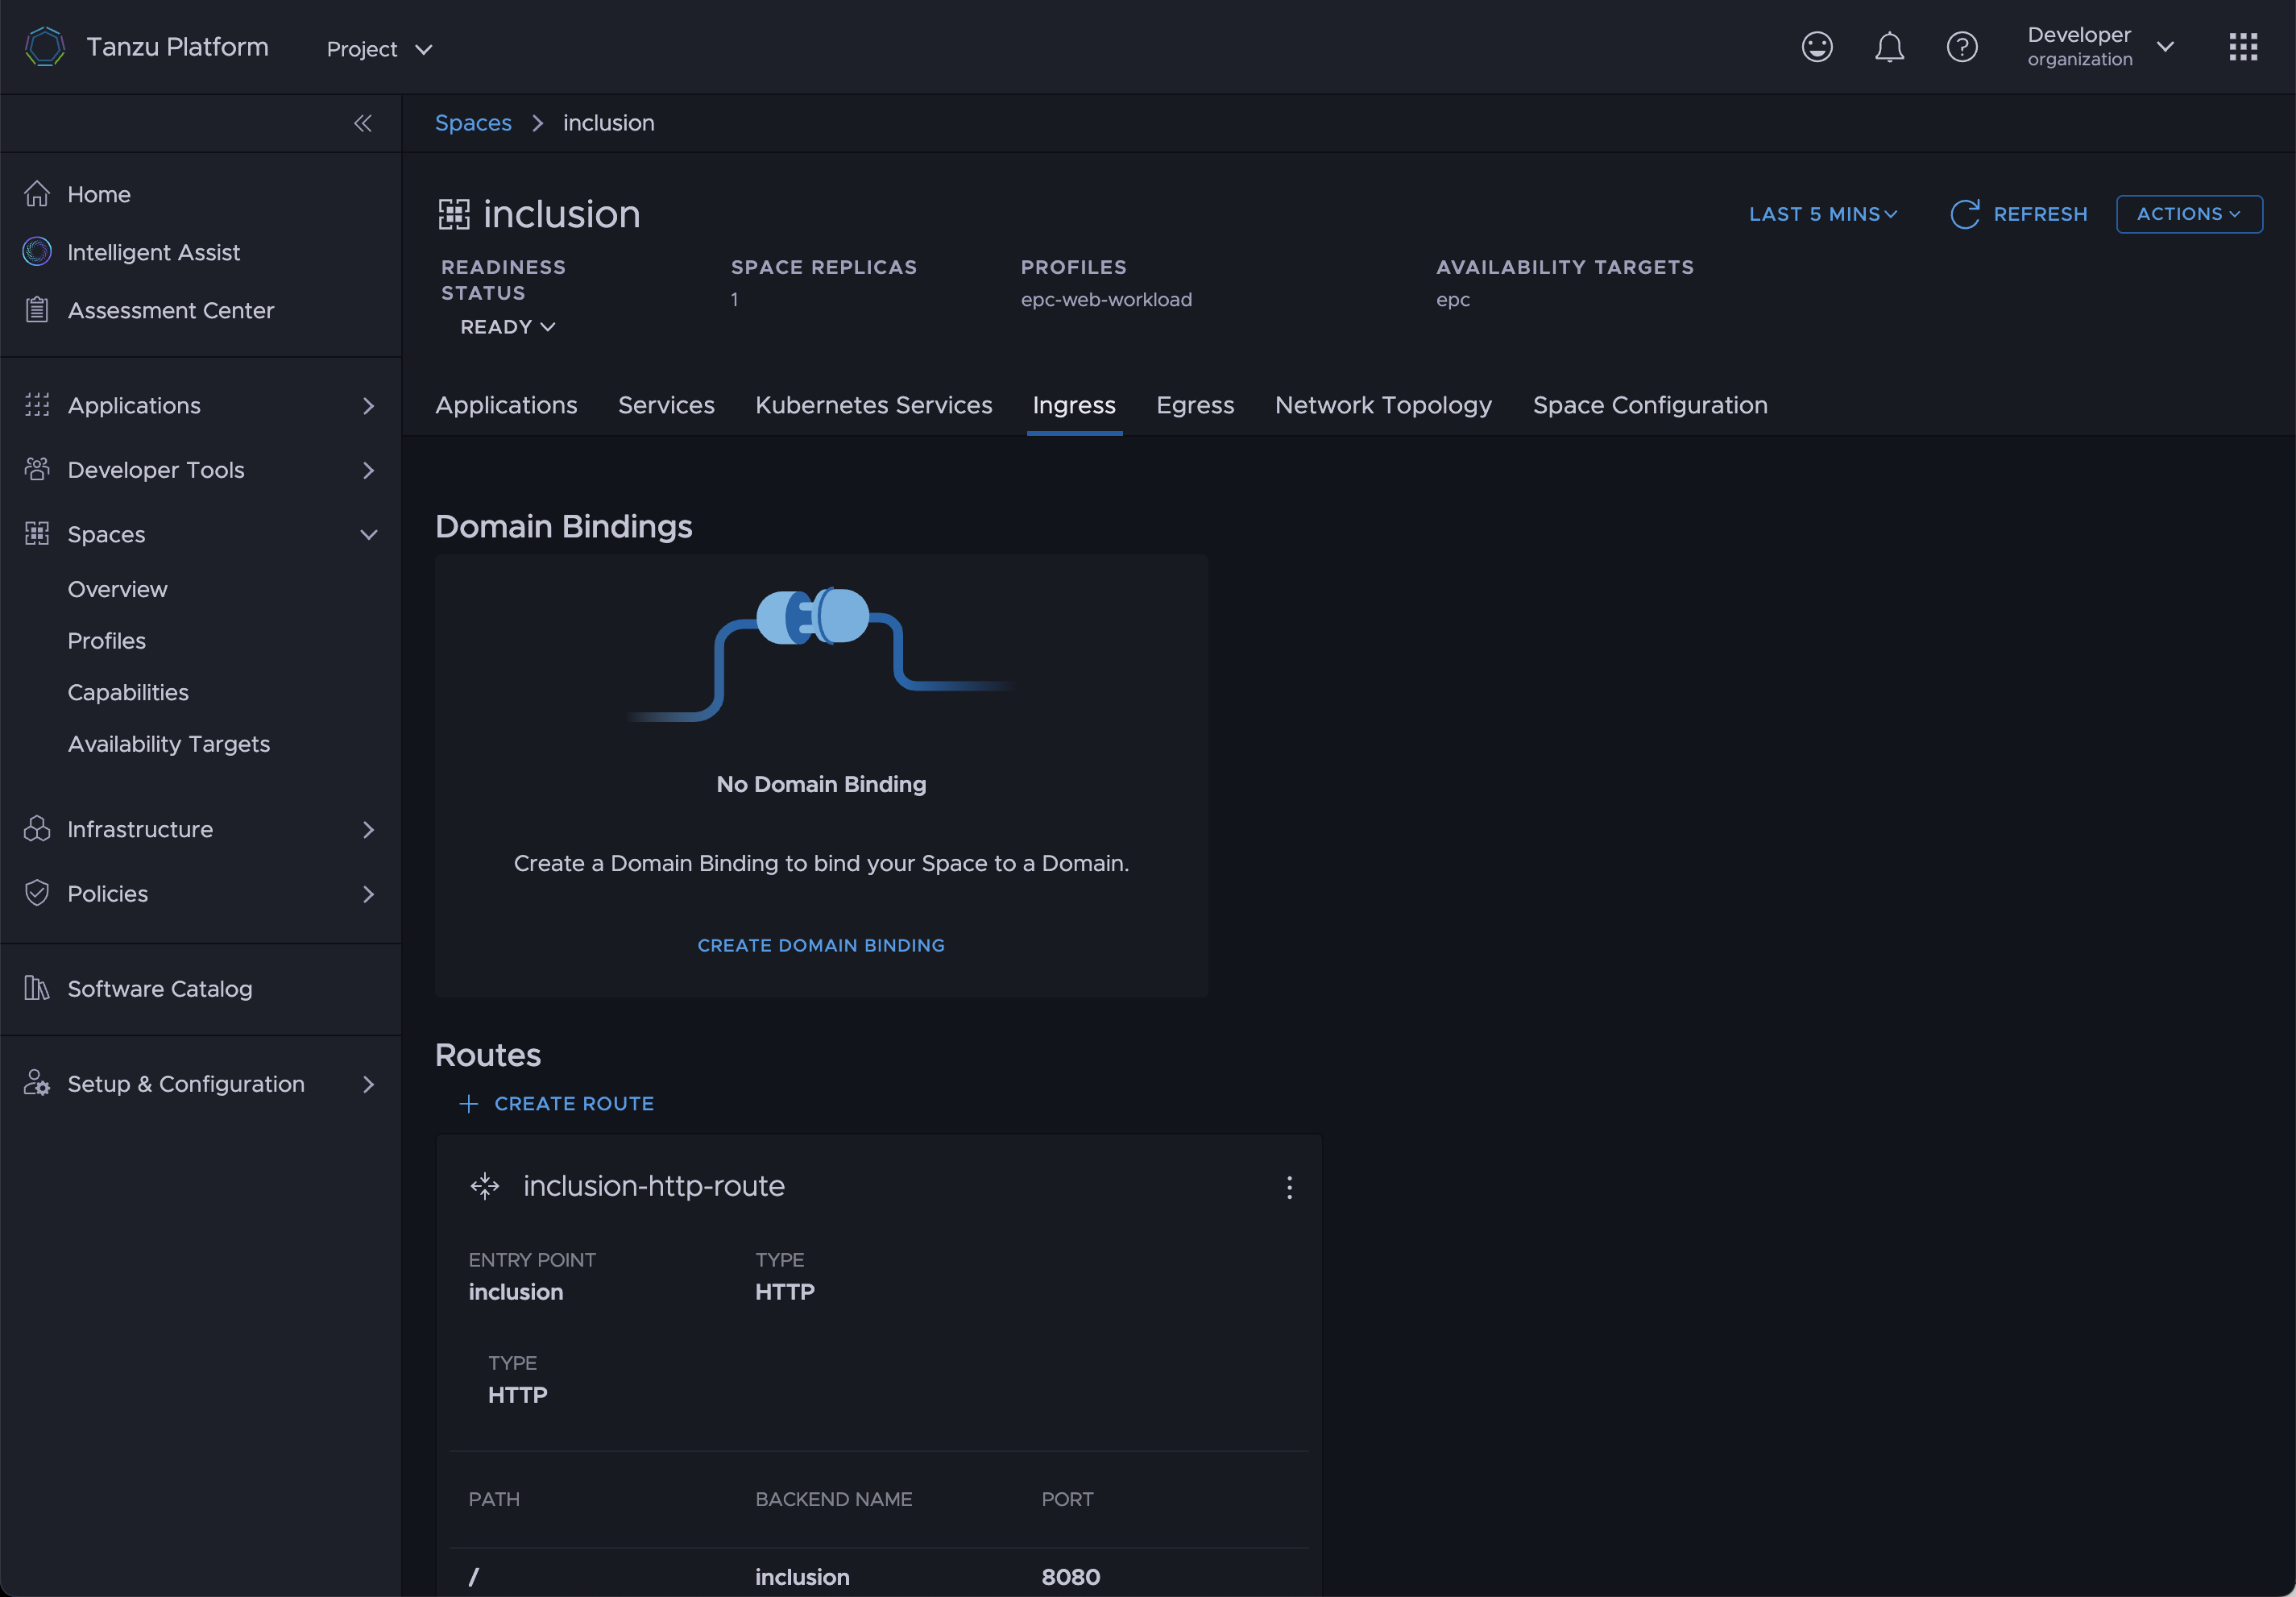 Tanzu Platform
Project
Developer
organization
Spaces
inclusion
Home
Intelligent Assist
Assessment Center
Applications
Developer Tools
Spaces
Overview
Profiles
Capabilities
Availability Targets
Infrastructure
Policies
Software Catalog
Setup & Configuration
inclusion
LAST 5 MINS
REFRESH
ACTIONS
READINESS
STATUS
READY
SPACE REPLICAS
1
PROFILES
epc-web-workload
AVAILABILITY TARGETS
epc
Applications
Services
Kubernetes Services
Ingress
Egress
Network Topology
Space Configuration
Domain Bindings
No Domain Binding
Create a Domain Binding to bind your Space to a Domain.
CREATE DOMAIN BINDING
Routes
CREATE ROUTE
inclusion-http-route
ENTRY POINT
inclusion
TYPE
HTTP
TYPE
HTTP
PATH
BACKEND NAME
PORT
/
inclusion
8080